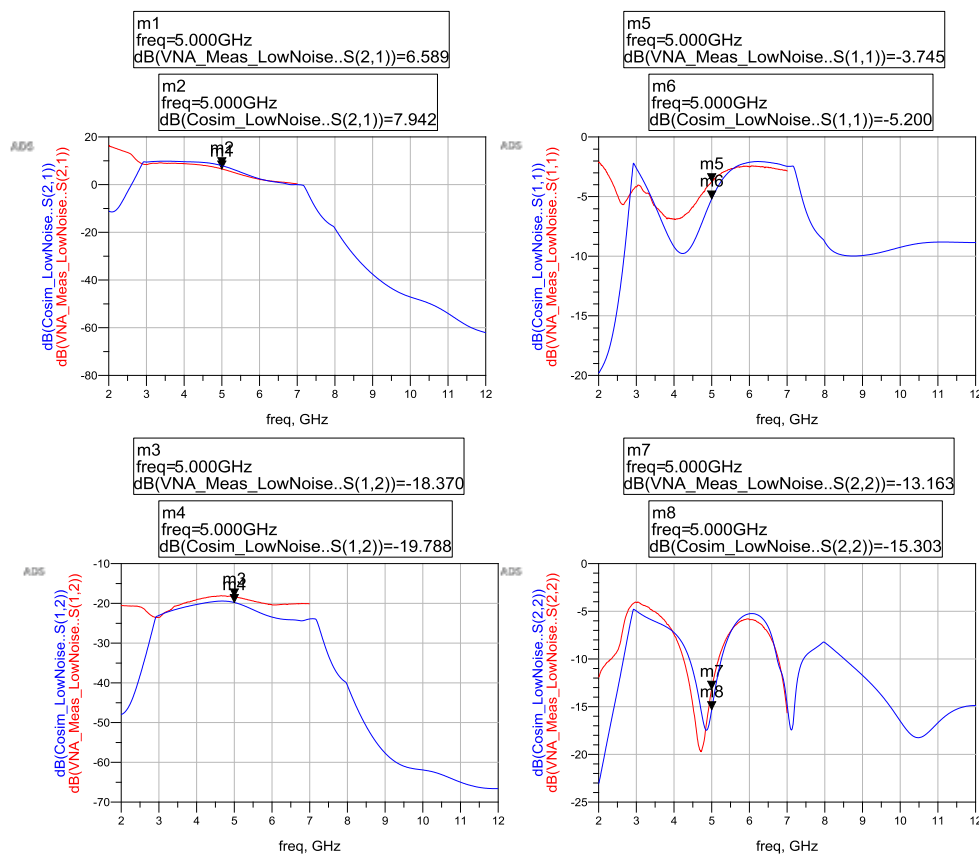 m1
freq=5.000GHz
dB(VNA_Meas_LowNoise..S(2,1))=6.589
m2
freq=5.000GHz
dB(Cosim_LowNoise..S(2,1))=7.942
ADS
dB(Cosim_LowNoise..S(2,1))
dB(VNA_Meas_LowNoise..S(2,1))
20
0
-20
-40
-60
-80
m2
m1
2 3 4 5 6 7 8 9 10 11 12
freq, GHz
m5
freq=5.000GHz
dB(VNA_Meas_LowNoise..S(1,1))=-3.745
m6
freq=5.000GHz
dB(Cosim_LowNoise..S(1,1))=-5.200
ADS
dB(Cosim_LowNoise..S(1,1))
dB(VNA_Meas_LowNoise..S(1,1))
0
-5
-10
-15
-20
m5
m6
2 3 4 5 6 7 8 9 10 11 12
freq, GHz
m3
freq=5.000GHz
dB(VNA_Meas_LowNoise..S(1,2))=-18.370
m4
freq=5.000GHz
dB(Cosim_LowNoise..S(1,2))=-19.788
ADS
dB(Cosim_LowNoise..S(1,2))
dB(VNA_Meas_LowNoise..S(1,2))
-10
-20
-30
-40
-50
-60
-70
m3
m4
2 3 4 5 6 7 8 9 10 11 12
freq, GHz
m7
freq=5.000GHz
dB(VNA_Meas_LowNoise..S(2,2))=-13.163
m8
freq=5.000GHz
dB(Cosim_LowNoise..S(2,2))=-15.303
ADS
dB(Cosim_LowNoise..S(2,2))
dB(VNA_Meas_LowNoise..S(2,2))
0
-5
-10
-15
-20
-25
m7
m8
2 3 4 5 6 7 8 9 10 11 12
freq, GHz